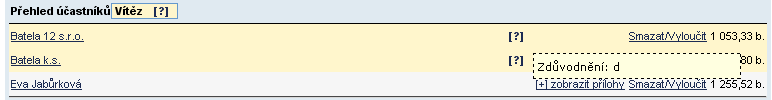 Přehled účastníků Vítěz [?]
Batela 12 s.r.o. [?] Smazat/Vyloučit 1 053,33 b.
Batela k.s. [?] 80 b.
Zdůvodnění: d
Eva Jabůrková [+] zobrazit přílohy Smazat/Vyloučit 1 255,52 b.